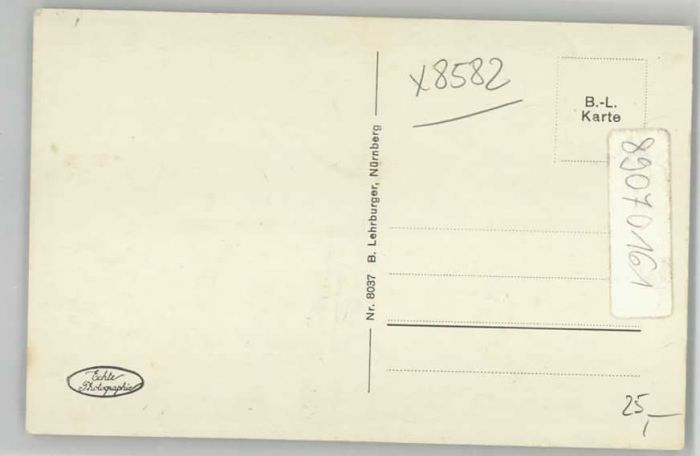 X8582
B.-L.
Karte
89070161
Nr. 8037 B. Lehrburger, Nürnberg
Echte
Photographie
25,—